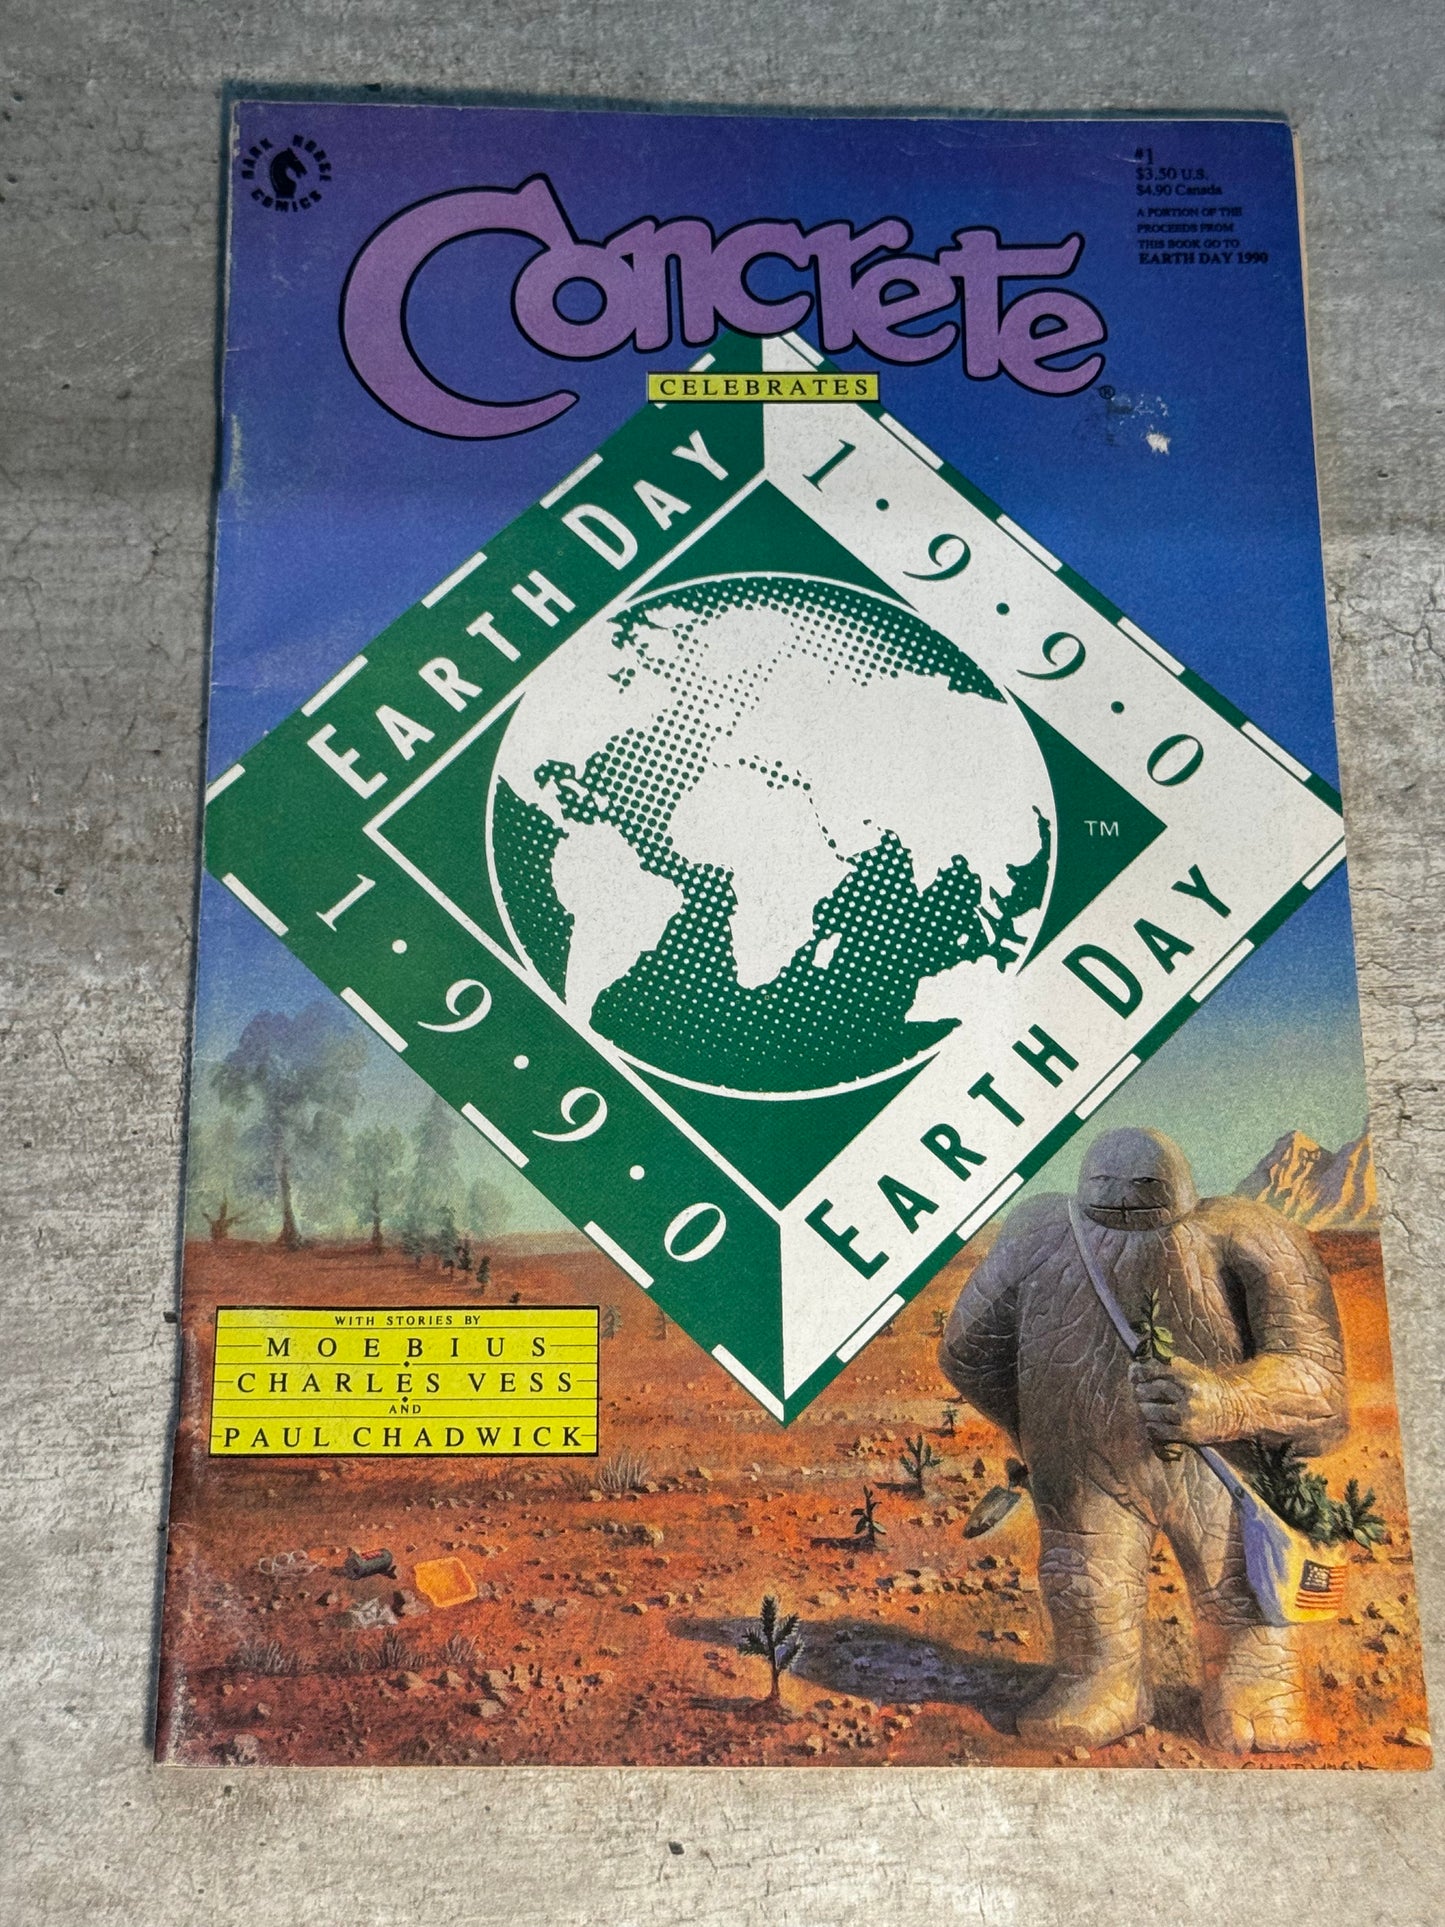 DARK HORSE
COMICS
#1
$3.50 U.S.
$4.90 Canada
A PORTION OF THE
PROCEEDS FROM
THIS BOOK GO TO
EARTH DAY 1990
Concrete®
CELEBRATES
EARTH DAY
1·9·9·0
TM
1·9·9·0
EARTH DAY
WITH STORIES BY
MOEBIUS
CHARLES VESS
AND
PAUL CHADWICK
CHADWICK